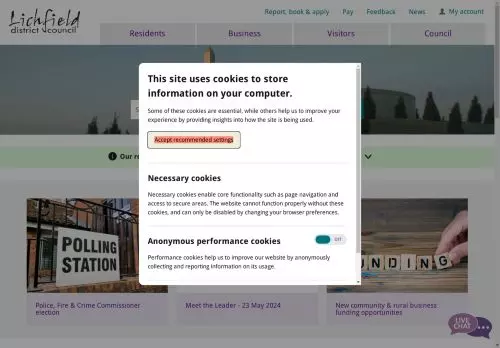 Lichfield
district council
Report, book & apply
Pay
Feedback
News
My account
Residents
Business
Visitors
Council
This site uses cookies to store
information on your computer.
Some of these cookies are essential, while others help us to improve your
experience by providing insights into how the site is being used.
Accept recommended settings
Necessary cookies
Necessary cookies enable core functionality such as page navigation and
access to secure areas. The website cannot function properly without these
cookies, and can only be disabled by changing your browser preferences.
Anonymous performance cookies
Off
Performance cookies help us to improve our website by anonymously
collecting and reporting information on its usage.
Our re
POLLING
STATION
NDING
Police, Fire & Crime Commissioner
election
Meet the Leader - 23 May 2024
New community & rural business
funding opportunities
LIVE
CHAT